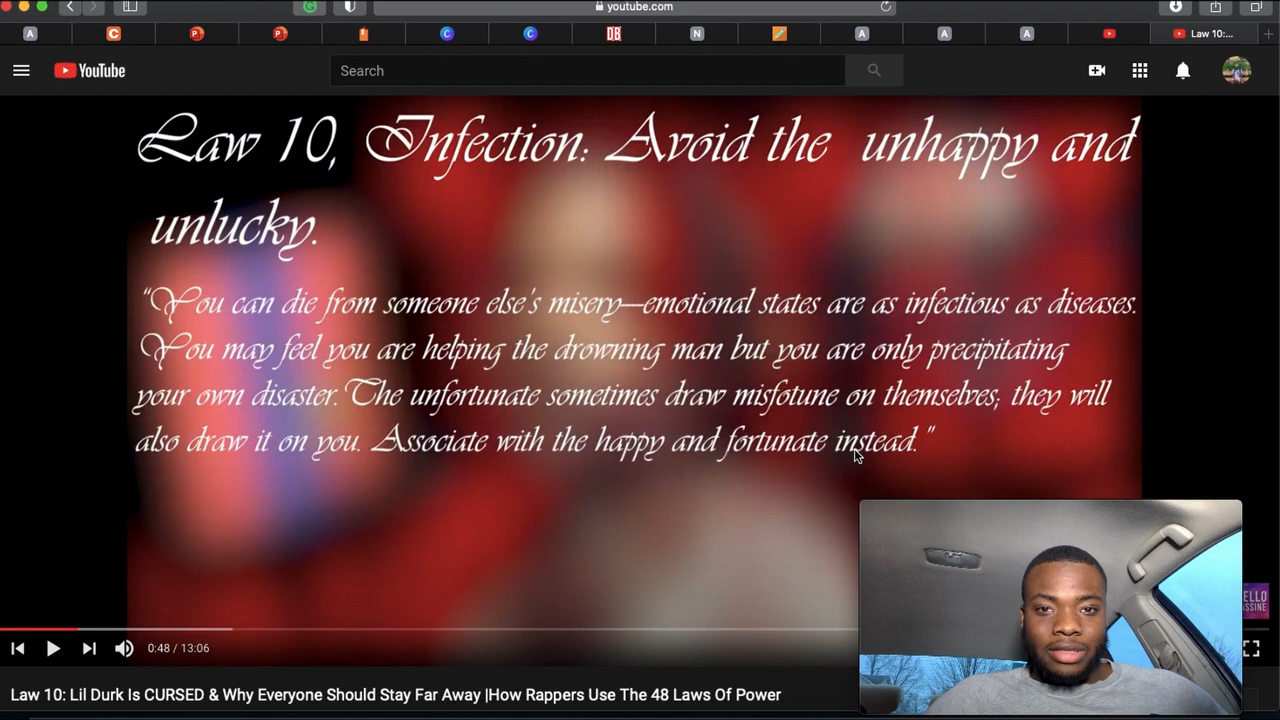 youtube.com
A C P P C C DB N A A A Law 10:...
YouTube
Search
Law 10, Infection: Avoid the unhappy and
unlucky.
"You can die from someone else's misery—emotional states are as infectious as diseases.
You may feel you are helping the drowning man but you are only precipitating
your own disaster. The unfortunate sometimes draw misfotune on themselves; they will
also draw it on you. Associate with the happy and fortunate instead."
0:48 / 13:06
Law 10: Lil Durk Is CURSED & Why Everyone Should Stay Far Away |How Rappers Use The 48 Laws Of Power